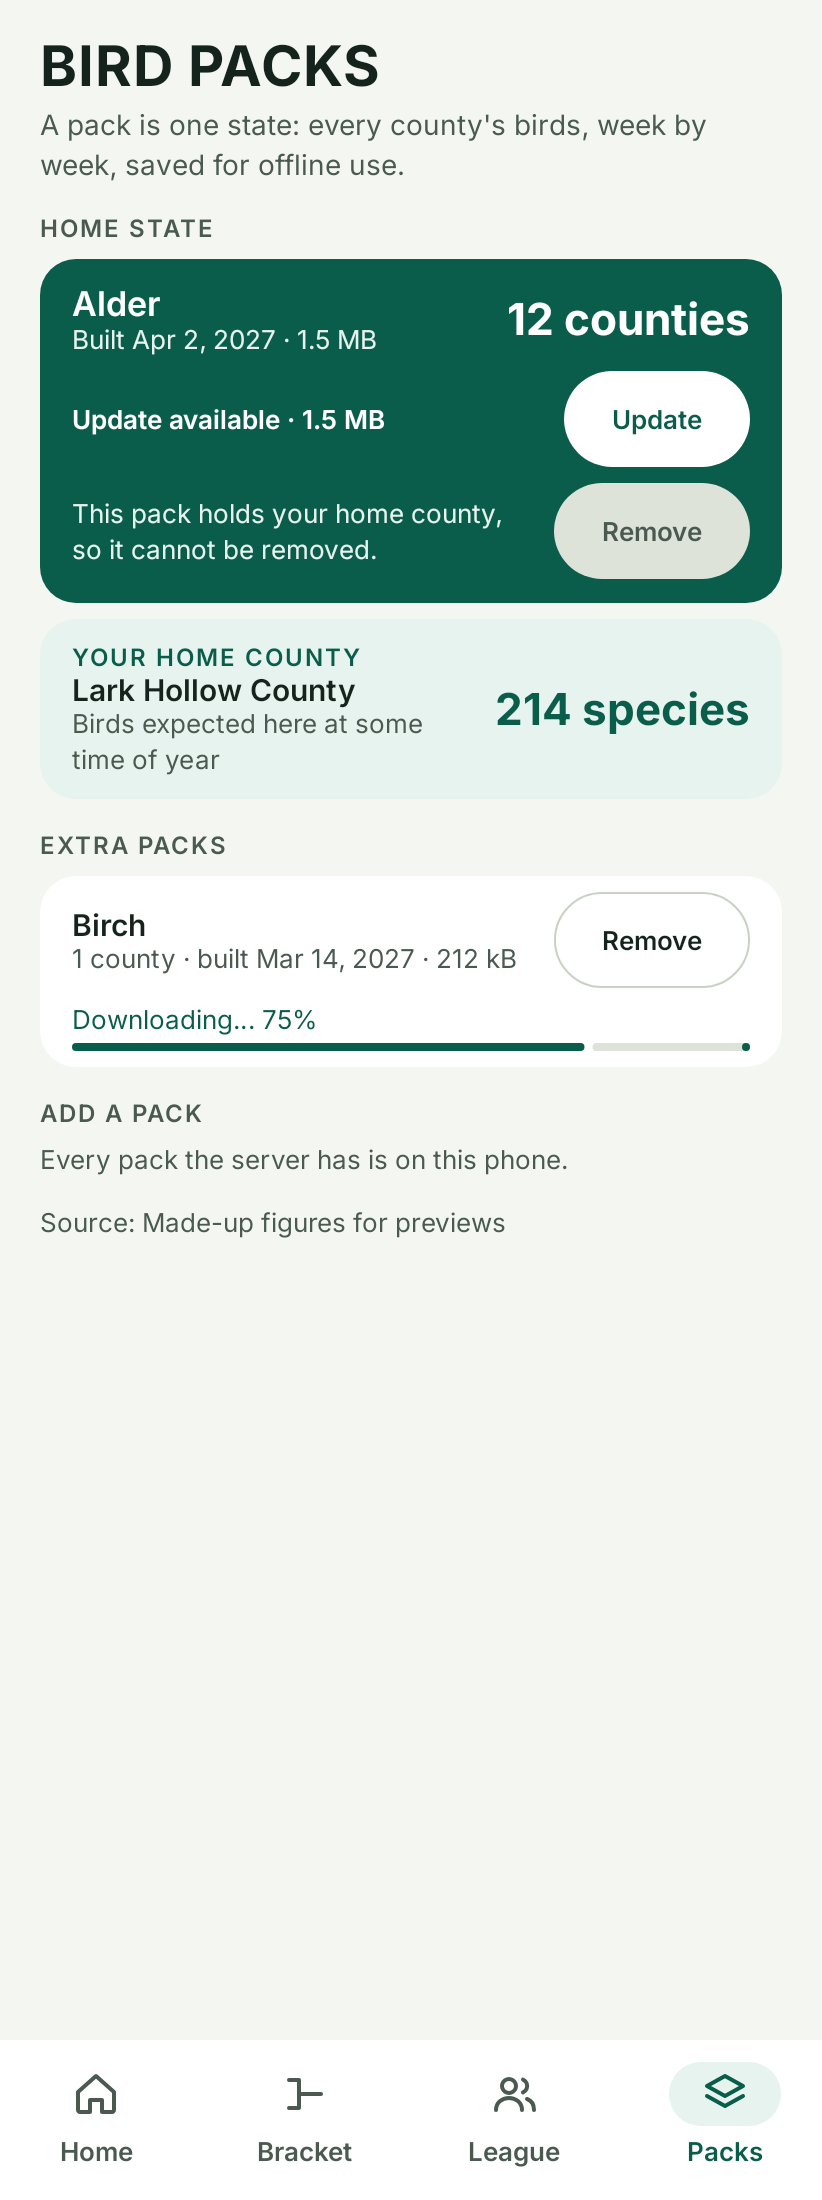 BIRD PACKS
A pack is one state: every county's birds, week by
week, saved for offline use.
HOME STATE
Alder
Built Apr 2, 2027 · 1.5 MB
12 counties
Update available · 1.5 MB
Update
This pack holds your home county,
so it cannot be removed.
Remove
YOUR HOME COUNTY
Lark Hollow County
Birds expected here at some
time of year
214 species
EXTRA PACKS
Birch
1 county · built Mar 14, 2027 · 212 kB
Remove
Downloading... 75%
ADD A PACK
Every pack the server has is on this phone.
Source: Made-up figures for previews
Home
Bracket
League
Packs